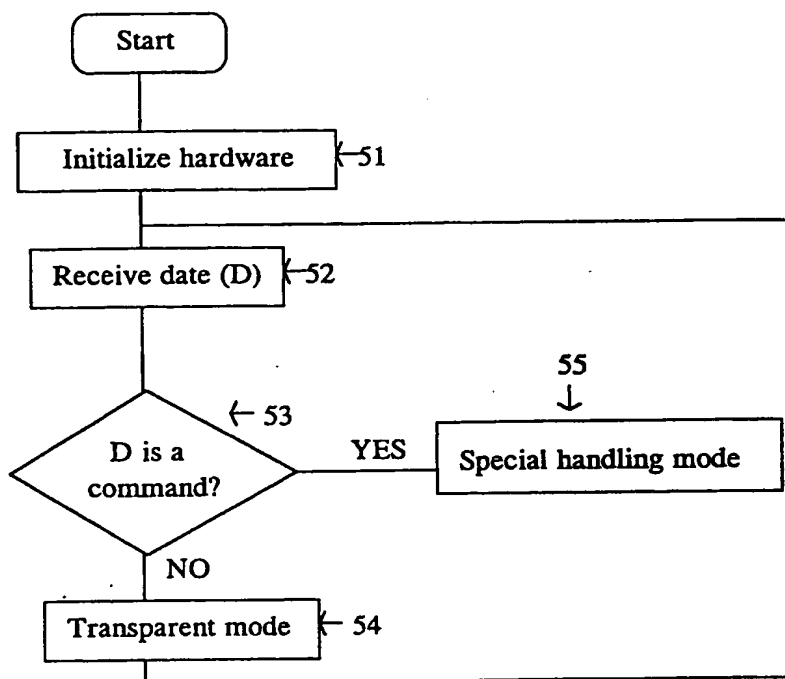 Start
Initialize hardware
51
Receive date (D)
52
53
D is a
command?
YES
55
Special handling mode
NO
Transparent mode
54